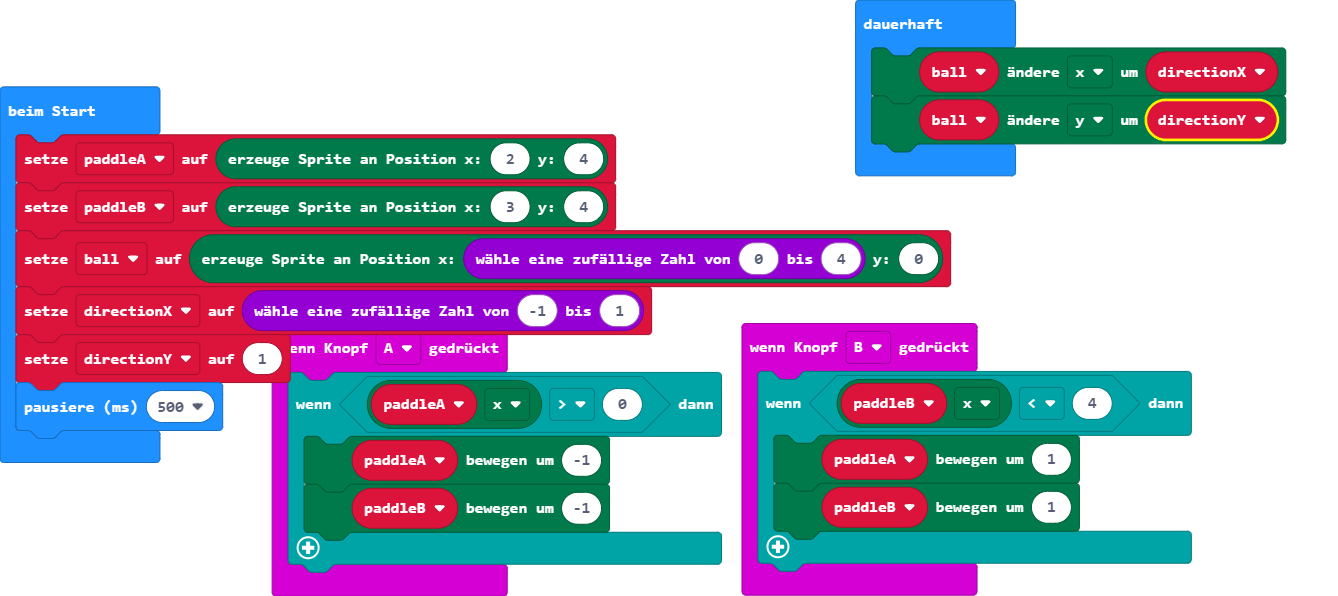 dauerhaft
ball ändere x um directionX
ball ändere y um directionY
beim Start
setze paddleA auf erzeuge Sprite an Position x: 2 y: 4
setze paddleB auf erzeuge Sprite an Position x: 3 y: 4
setze ball auf erzeuge Sprite an Position x: wähle eine zufällige Zahl von 0 bis 4 y: 0
setze directionX auf wähle eine zufällige Zahl von -1 bis 1
setze directionY auf 1
pausiere (ms) 500
enn Knopf A gedrückt
wenn paddleA x > 0 dann
paddleA bewegen um -1
paddleB bewegen um -1
wenn Knopf B gedrückt
wenn paddleB x < 4 dann
paddleA bewegen um 1
paddleB bewegen um 1